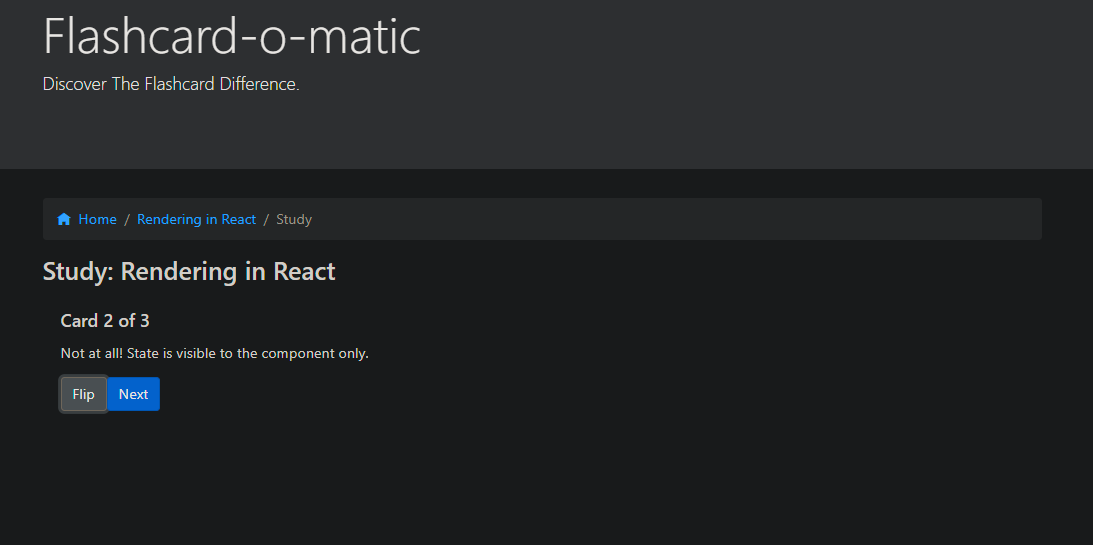 Flashcard-o-matic
Discover The Flashcard Difference.
Home / Rendering in React / Study
Study: Rendering in React
Card 2 of 3
Not at all! State is visible to the component only.
Flip Next